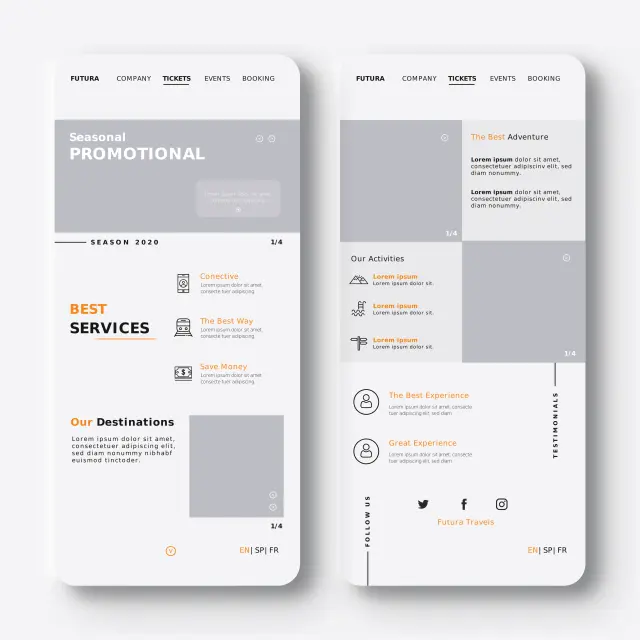 FUTURA COMPANY TICKETS EVENTS BOOKING
Seasonal
PROMOTIONAL
Lorem ipsum dolor sit amet,
SEASON 2020 1/4
Conective
Lorem ipsum dolor sit amet,
consecte tuer adipiscing.
BEST
SERVICES
The Best Way
Lorem ipsum dolor sit amet,
consecte tuer adipiscing.
Save Money
Lorem ipsum dolor sit amet,
consecte tuer adipiscing.
Our Destinations
Lorem ipsum dolor sit amet,
consectetuer adipiscing elit,
sed diam nonummy nibhabf
euismod tinctoder.
1/4
EN| SP| FR
FUTURA COMPANY TICKETS EVENTS BOOKING
The Best Adventure
Lorem ipsum dolor sit amet,
consectetuer adipiscinv elit, sed
diam nonummy.
Lorem ipsum dolor sit amet,
consectetuer adipiscinv elit, sed
diam nonummy.
1/4
Our Activities
Lorem ipsum
Lorem ipsum dolor sit.
Lorem ipsum
Lorem ipsum dolor sit.
Lorem ipsum
Lorem ipsum dolor sit.
1/4
The Best Experience
Lorem ipsum dolor sit amet, consecte
tuer adipiscing elit, sed diam
Great Experience
Lorem ipsum dolor sit amet, consecte
tuer adipiscing elit, sed diam
TESTIMONIALS
FOLLOW US
Futura Travels
EN| SP| FR